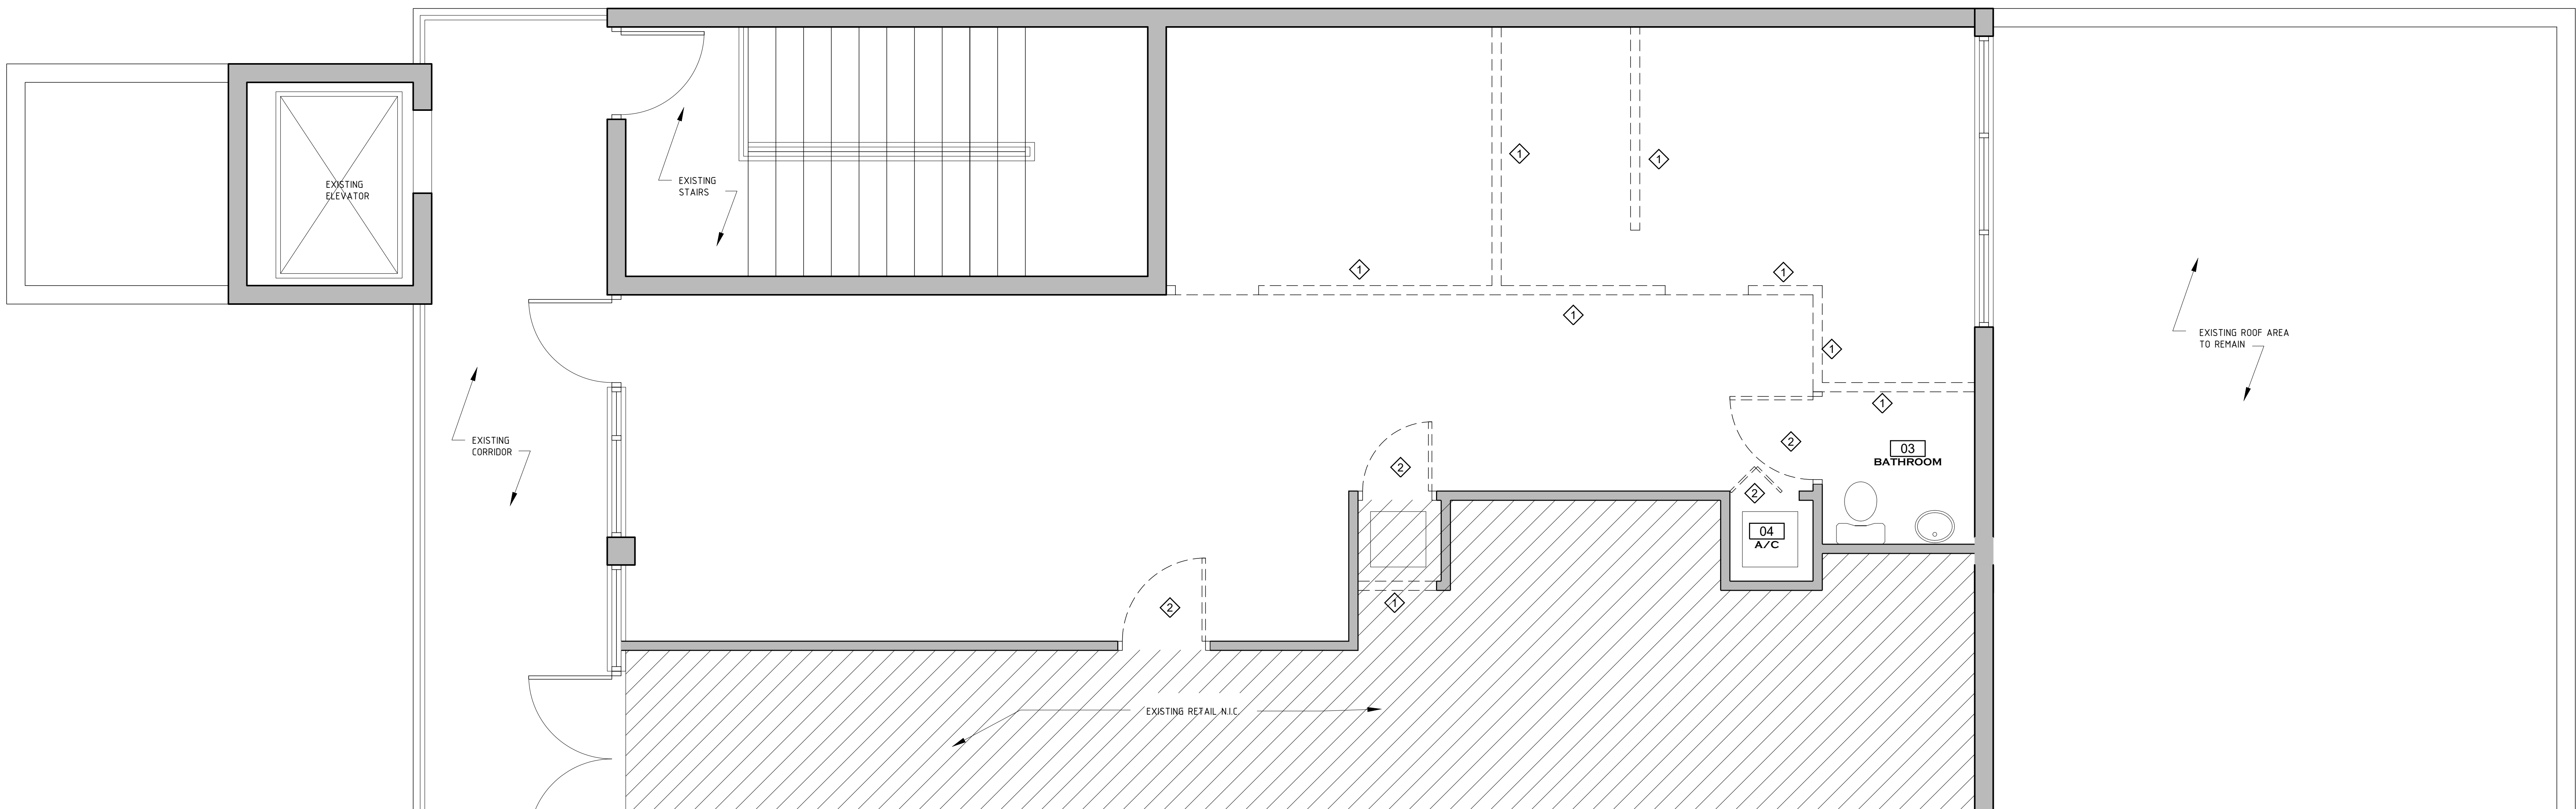 1
1
EXISTING
STAIRS
EXISTING
ELEVATOR
1
1
1
EXISTING ROOF AREA
TO REMAIN
1
1
EXISTING
CORRIDOR
2
03
BATHROOM
2
2
04
A/C
1
2
EXISTING RETAIL N.I.C.